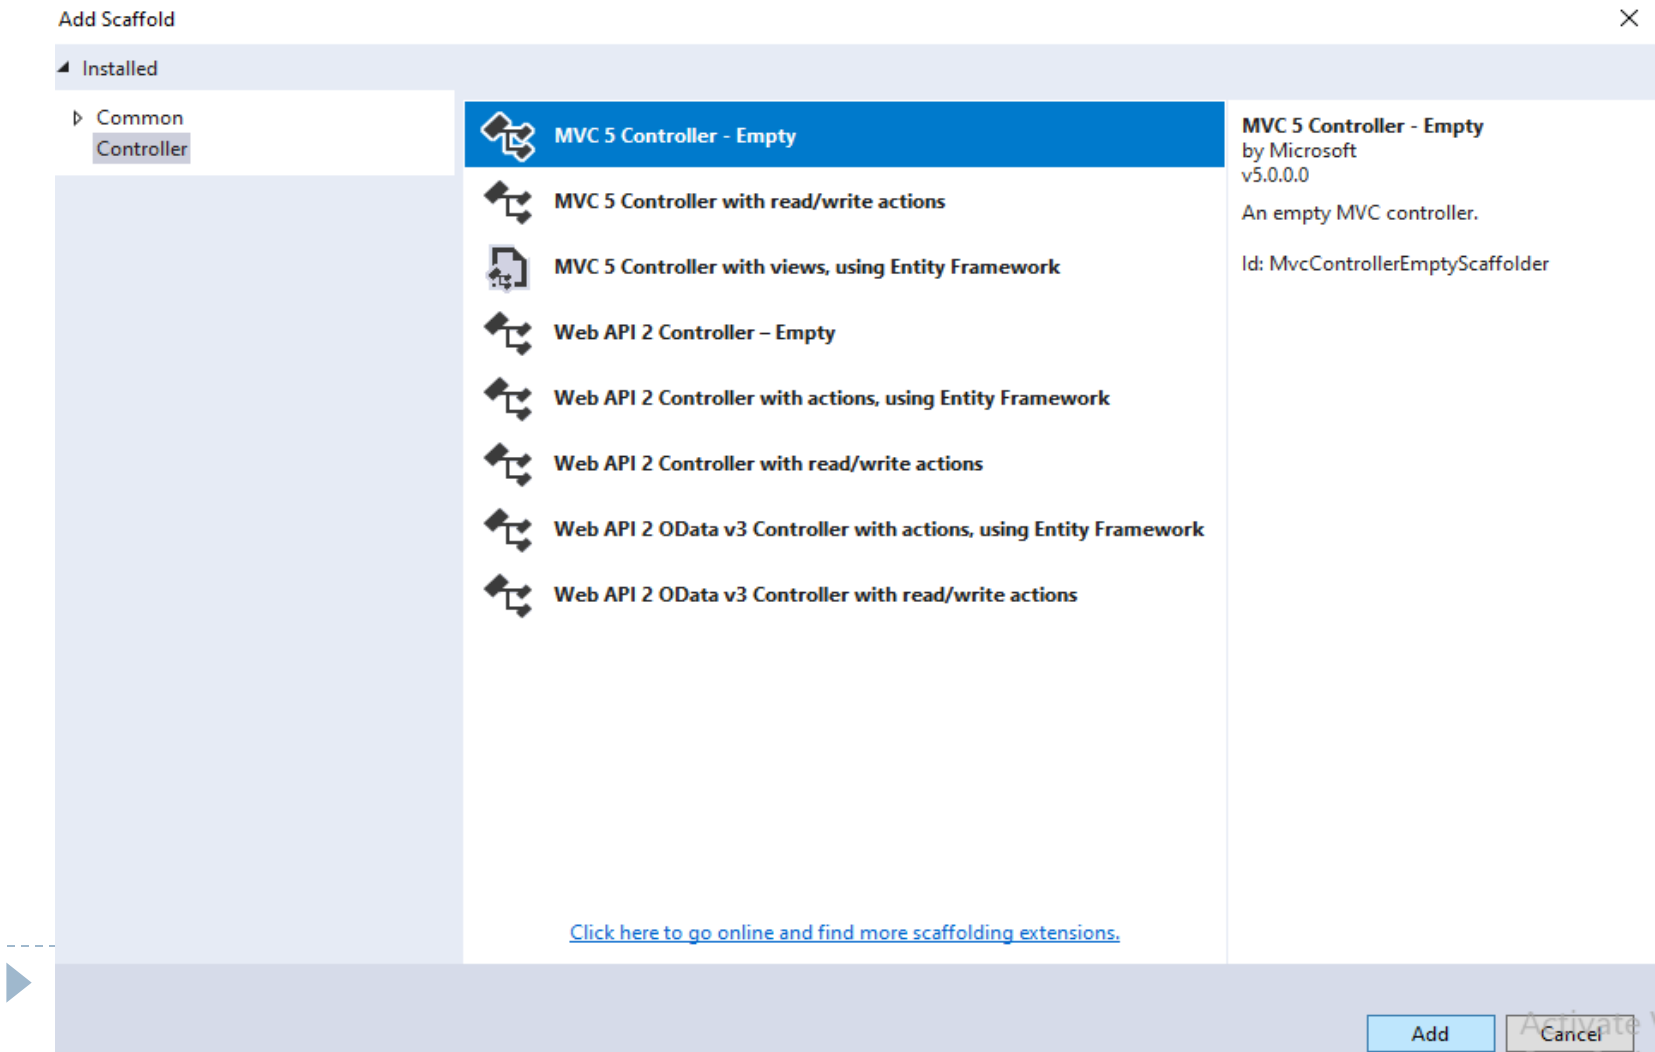 Add Scaffold
Installed
Common
Controller
MVC 5 Controller - Empty
MVC 5 Controller with read/write actions
MVC 5 Controller with views, using Entity Framework
Web API 2 Controller – Empty
Web API 2 Controller with actions, using Entity Framework
Web API 2 Controller with read/write actions
Web API 2 OData v3 Controller with actions, using Entity Framework
Web API 2 OData v3 Controller with read/write actions
Click here to go online and find more scaffolding extensions.
MVC 5 Controller - Empty
by Microsoft
v5.0.0.0
An empty MVC controller.
Id: MvcControllerEmptyScaffolder
Activate
Add
Cancel